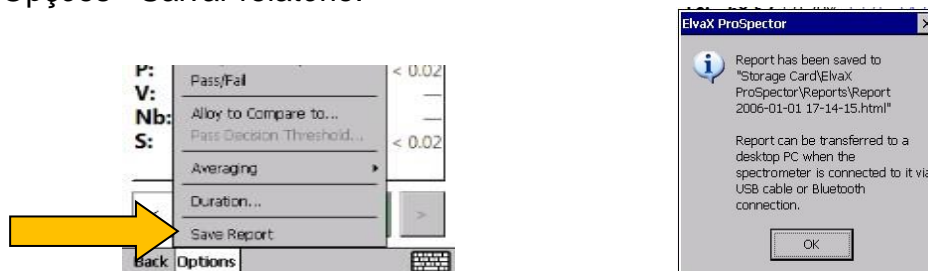 P:
V:
Nb:
S:
Pass/Fail
Alloy to Compare to...
Pass Decision Threshold...
Averaging
Duration...
Save Report
< 0.02
—
—
< 0.02
>
Back Options
ElvaX ProSpector
Report has been saved to
"Storage Card\ElvaX
ProSpector\Reports\Report
2006-01-01 17-14-15.html"
Report can be transferred to a
desktop PC when the
spectrometer is connected to it via
USB cable or Bluetooth
connection.
OK